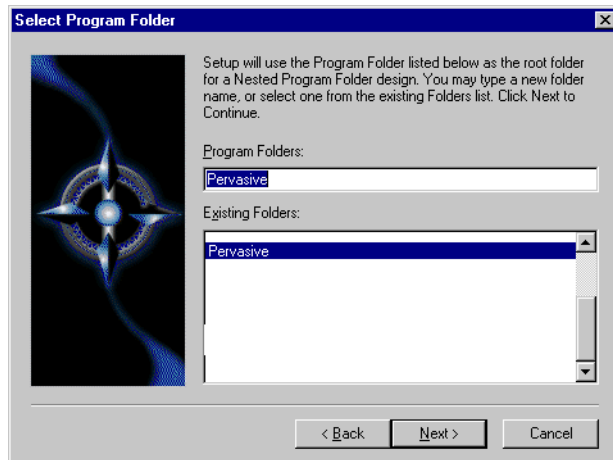 Select Program Folder
Setup will use the Program Folder listed below as the root folder
for a Nested Program Folder design. You may type a new folder
name, or select one from the existing Folders list. Click Next to
Continue.
Program Folders:
Pervasive
Existing Folders:
Pervasive
< Back
Next >
Cancel